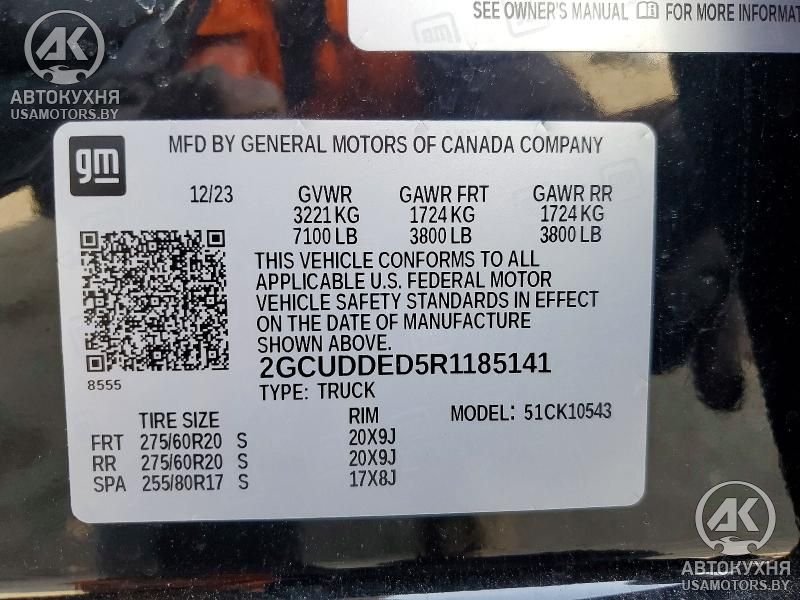 SEE OWNER'S MANUAL FOR MORE INFORMAT
AK
АВТОКУХНЯ
USAMOTORS.BY
gm
MFD BY GENERAL MOTORS OF CANADA COMPANY
12/23 GVWR GAWR FRT GAWR RR
3221 KG 1724 KG 1724 KG
7100 LB 3800 LB 3800 LB
THIS VEHICLE CONFORMS TO ALL
APPLICABLE U.S. FEDERAL MOTOR
VEHICLE SAFETY STANDARDS IN EFFECT
ON THE DATE OF MANUFACTURE
SHOWN ABOVE.
2GCUDDED5R1185141
8555
TYPE: TRUCK
TIRE SIZE RIM MODEL: 51CK10543
FRT 275/60R20 S 20X9J
RR 275/60R20 S 20X9J
SPA 255/80R17 S 17X8J
AK
АВТОКУХНЯ
USAMOTORS.BY